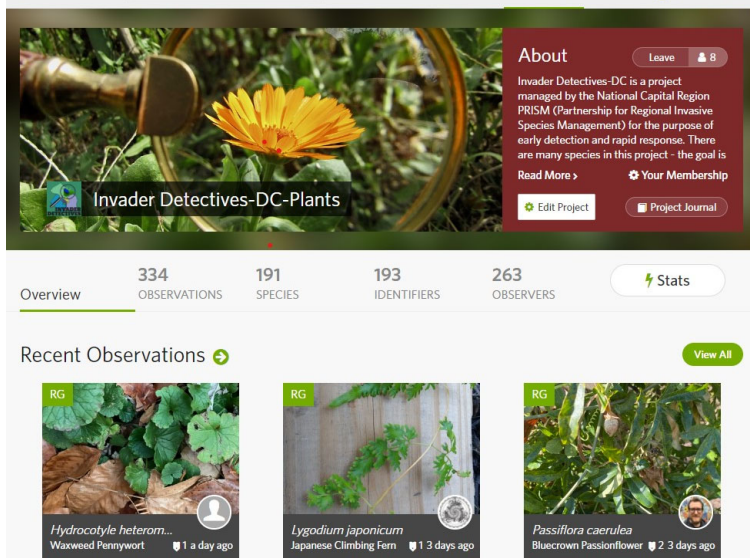 About
Leave 8
Invader Detectives-DC is a project
managed by the National Capital Region
PRISM (Partnership for Regional Invasive
Species Management) for the purpose of
early detection and rapid response. There
are many species in this project - the goal is
Read More > Your Membership
Edit Project Project Journal
INVADER
DETECTIVES
Invader Detectives-DC-Plants
Overview
334
OBSERVATIONS
191
SPECIES
193
IDENTIFIERS
263
OBSERVERS
Stats
Recent Observations
View All
RG
Hydrocotyle heterom...
Waxweed Pennywort 1 a day ago
RG
Lygodium japonicum
Japanese Climbing Fern 1 3 days ago
RG
Passiflora caerulea
Bluecrown Passionflower 2 3 days ago